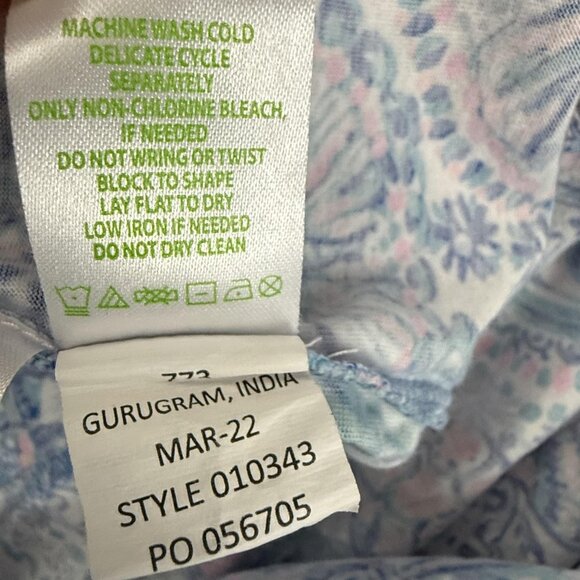 MACHINE WASH COLD
DELICATE CYCLE
SEPARATELY
ONLY NON-CHLORINE BLEACH,
IF NEEDED
DO NOT WRING OR TWIST
BLOCK TO SHAPE
LAY FLAT TO DRY
LOW IRON IF NEEDED
DO NOT DRY CLEAN
GURUGRAM, INDIA
MAR-22
STYLE 010343
PO 056705